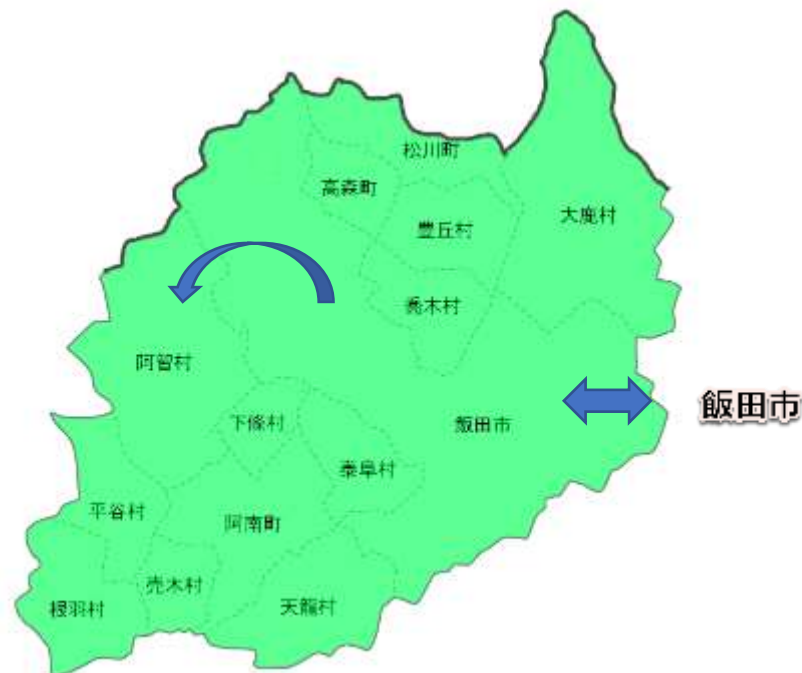 松川町
高森町
大鹿村
豊丘村
喬木村
阿智村
飯田市
下條村
飯田市
泰阜村
平谷村
阿南町
売木村
根羽村
天龍村